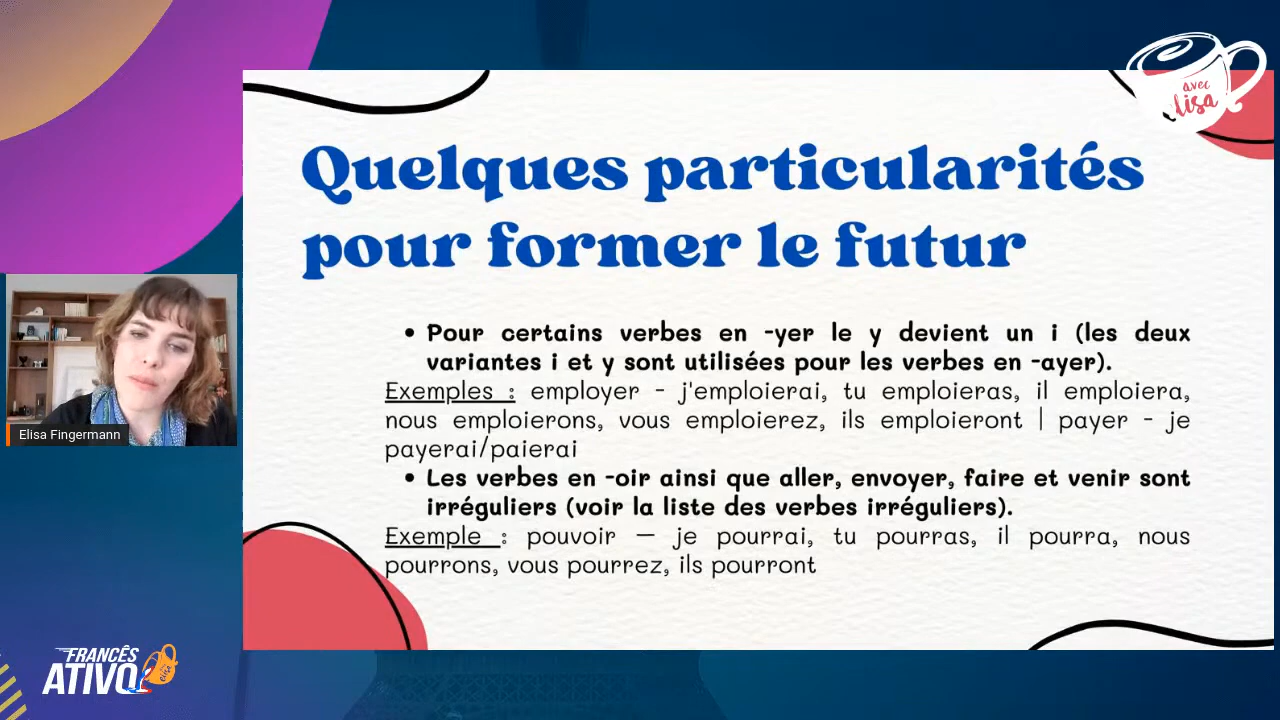 avec
elisa
Quelques particularités
pour former le futur
• Pour certains verbes en -yer le y devient un i (les deux
variantes i et y sont utilisées pour les verbes en -ayer).
Exemples : employer - j'emploierai, tu emploieras, il emploiera,
nous emploierons, vous emploierez, ils emploieront | payer - je
payerai/paierai
• Les verbes en -oir ainsi que aller, envoyer, faire et venir sont
irréguliers (voir la liste des verbes irréguliers).
Exemple : pouvoir — je pourrai, tu pourras, il pourra, nous
pourrons, vous pourrez, ils pourront
Elisa Fingermann
FRANCÊS
ATIVO